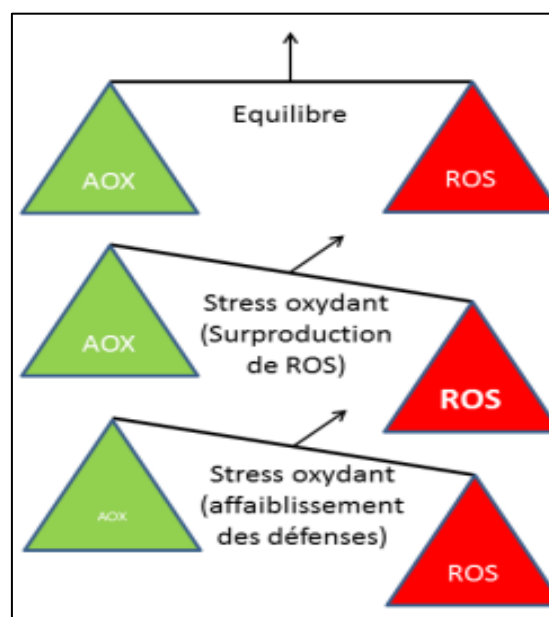 Equilibre
AOX
ROS
Stress oxydant
(Surproduction
de ROS)
AOX
ROS
Stress oxydant
(affaiblissement
des défenses)
AOX
ROS